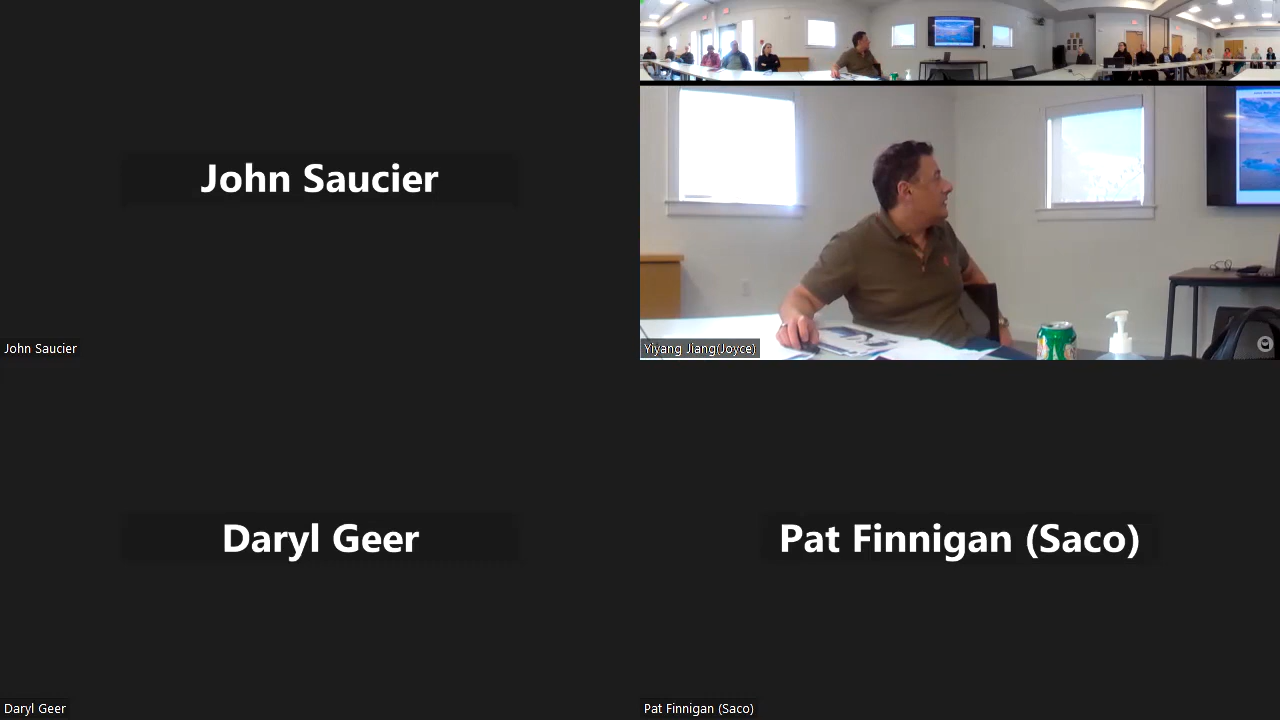 John Saucier
John Saucier
Yiyang Jiang(Joyce)
Daryl Geer
Pat Finnigan (Saco)
Daryl Geer
Pat Finnigan (Saco)